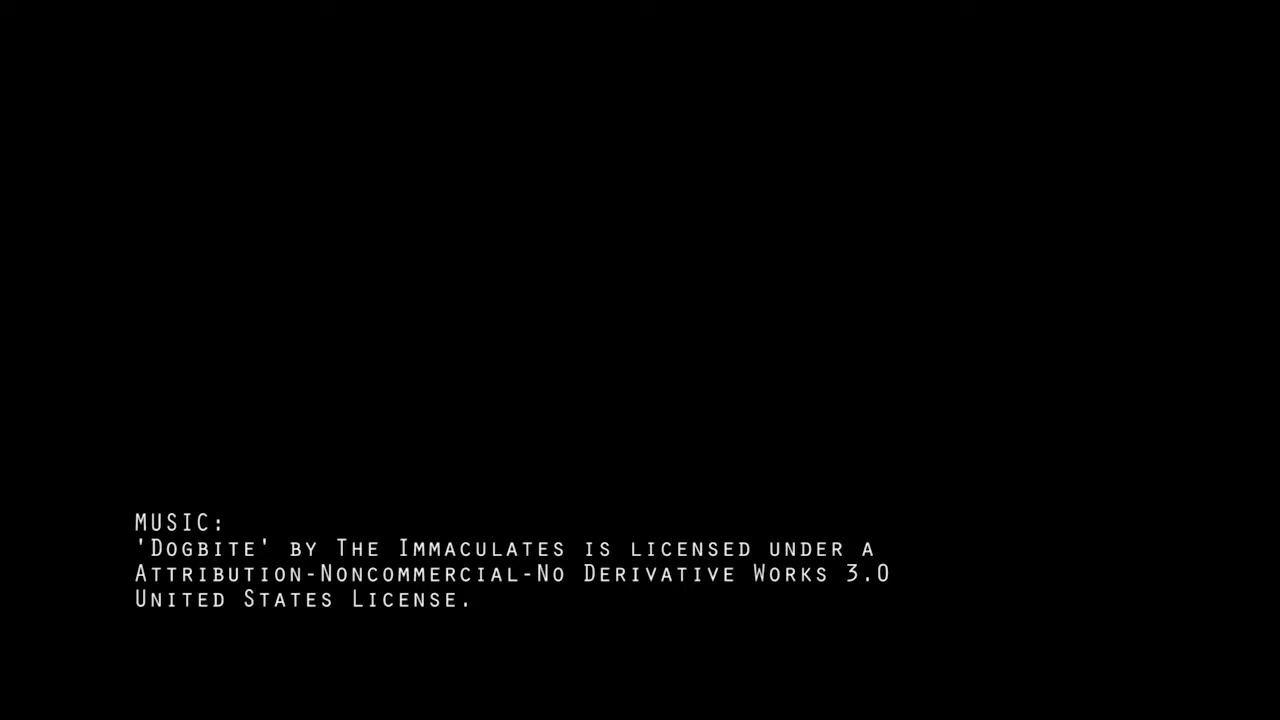 MUSIC:
'Dogbite' by The Immaculates is licensed under a
Attribution-Noncommercial-No Derivative Works 3.0
United States License.